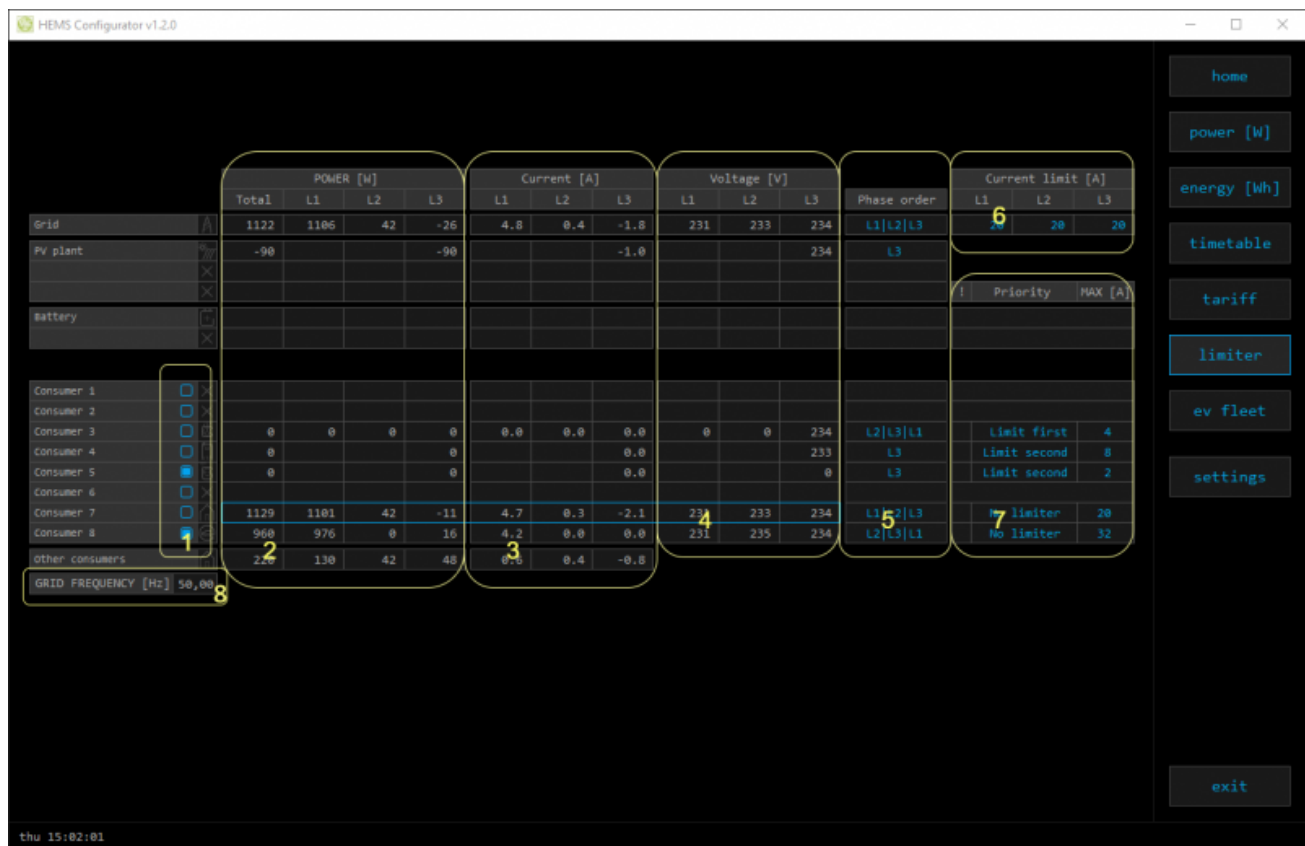 HEMS Configurator v1.2.0
home
power [W]
energy [Wh]
timetable
tariff
limiter
ev fleet
settings
exit
POWER [W] Current [A] Voltage [V] Current limit [A]
Total L1 L2 L3 L1 L2 L3 L1 L2 L3 Phase order L1 L2 L3
6
Grid 1122 1106 42 -26 4.8 0.4 -1.8 231 233 234 L1|L2|L3 20 20 20
PV plant -90 -90 -1.0 234 L3
! Priority MAX [A]
Battery
Consumer 1
Consumer 2
Consumer 3 0 0 0 0 0.0 0.0 0.0 0 0 234 L2|L3|L1 Limit first 4
Consumer 4 0 0 0.0 233 L3 Limit second 8
Consumer 5 0 0 0.0 0 L3 Limit second 2
Consumer 6
Consumer 7 1129 1101 42 -11 4.7 0.3 -2.1 231 233 234 L1|L2|L3 No limiter 20
4 5 7
Consumer 8 960 976 0 16 4.2 0.0 0.0 231 235 234 L2|L3|L1 No limiter 32
1 2 3
Other consumers 220 130 42 48 0.6 0.4 -0.8
GRID FREQUENCY [Hz] 50,00
8
thu 15:02:01